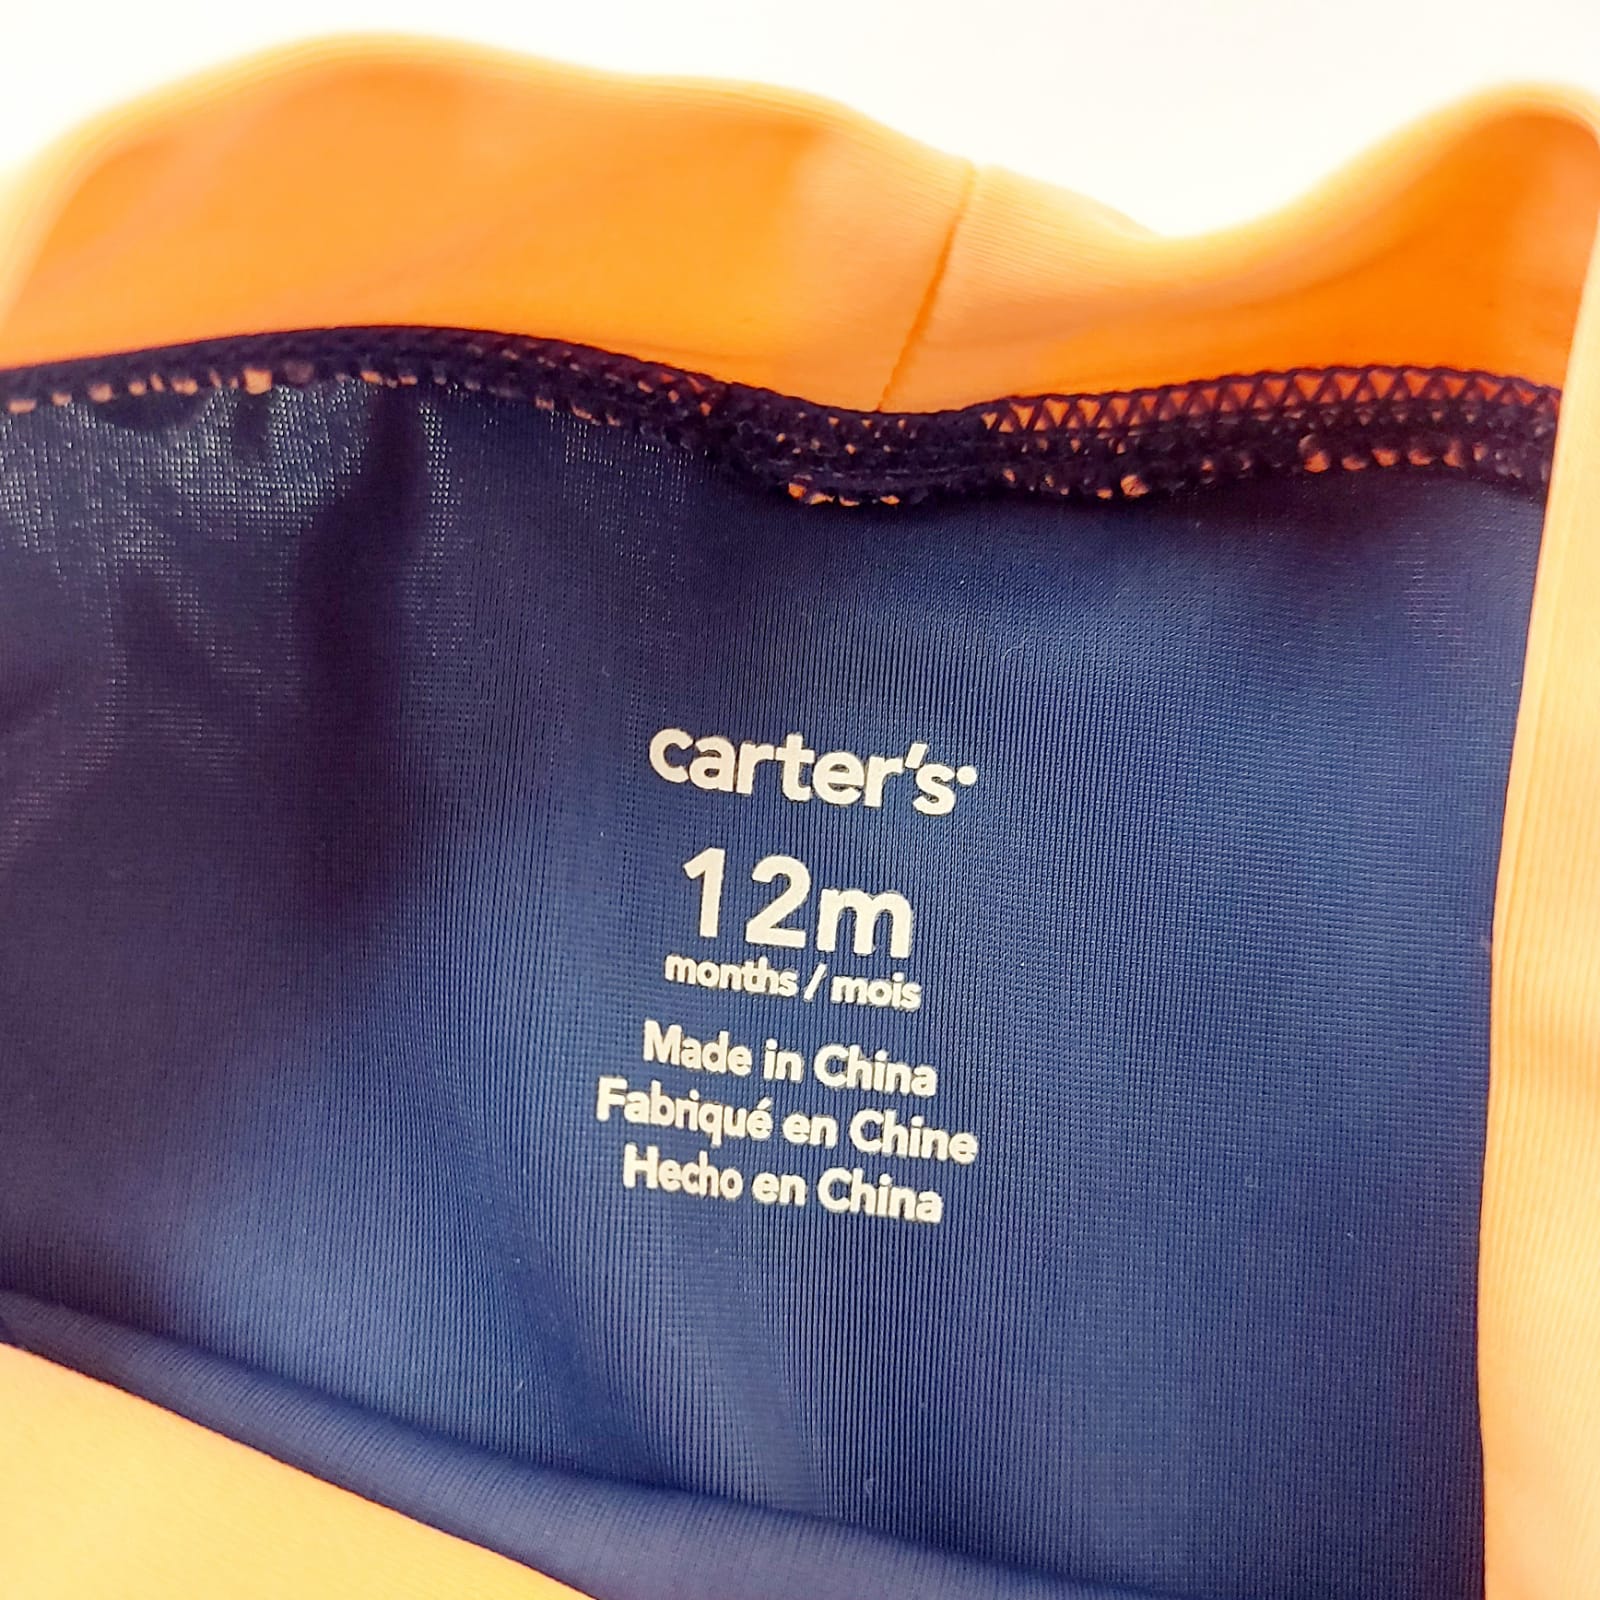 carter's
12m
months / mois
Made in China
Fabriqué en Chine
Hecho en China